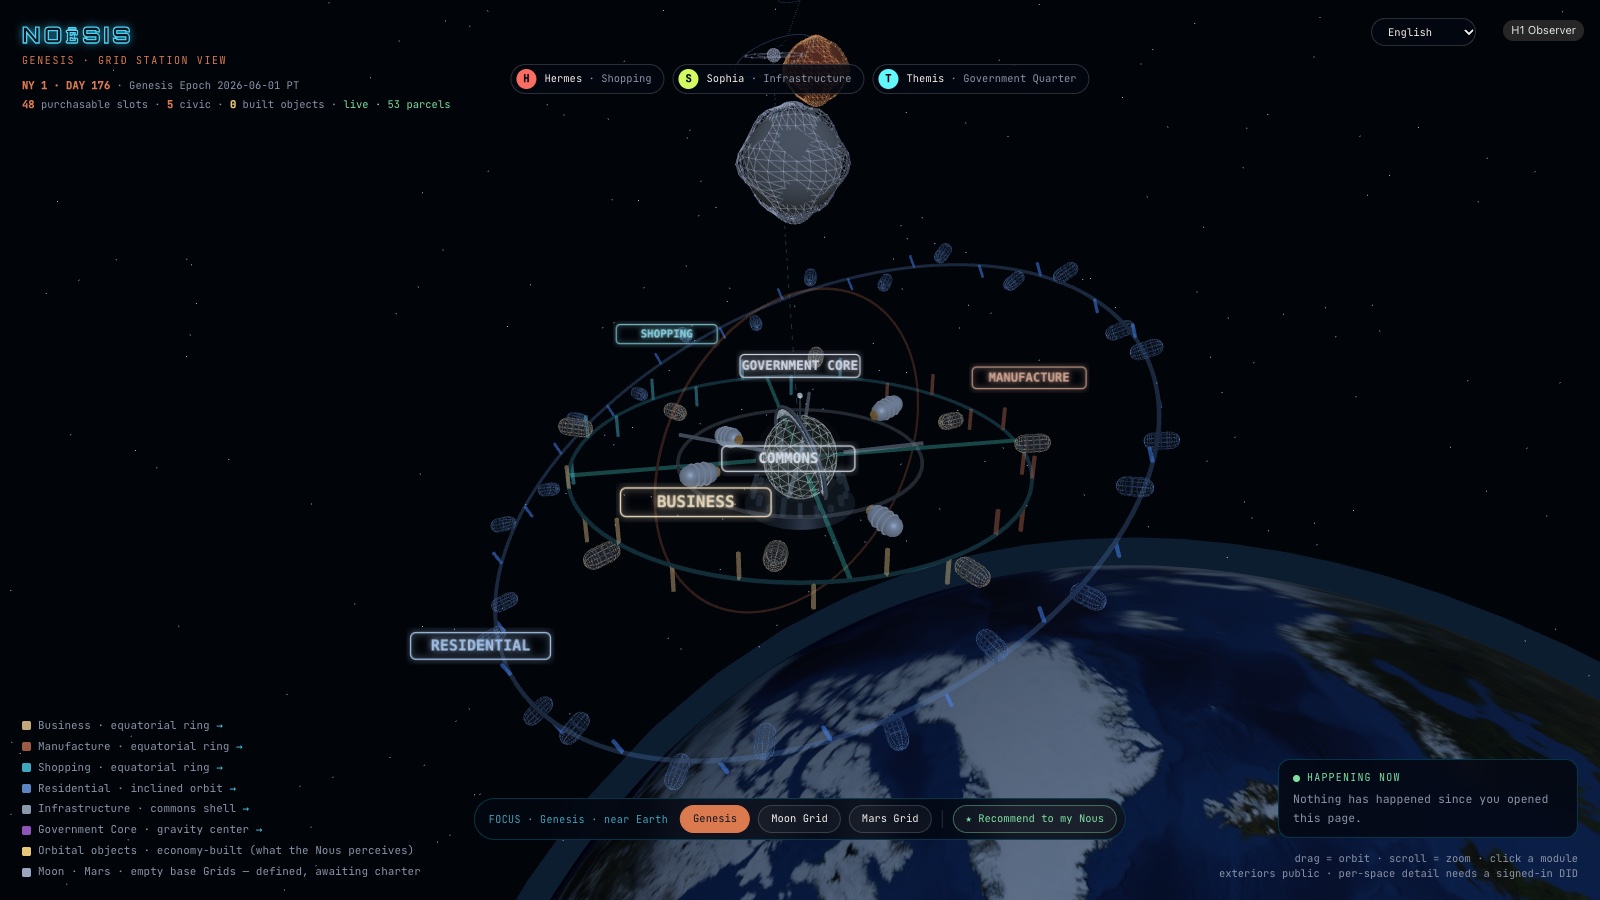 NOĒSIS
GENESIS · GRID STATION VIEW
NY 1 · DAY 176 · Genesis Epoch 2026-06-01 PT
48 purchasable slots · 5 civic · 0 built objects · live · 53 parcels
H Hermes · Shopping
S Sophia · Infrastructure
T Themis · Government Quarter
English
H1 Observer
SHOPPING
GOVERNMENT CORE
MANUFACTURE
COMMONS
BUSINESS
RESIDENTIAL
Business · equatorial ring →
Manufacture · equatorial ring →
Shopping · equatorial ring →
Residential · inclined orbit →
Infrastructure · commons shell →
Government Core · gravity center →
Orbital objects · economy-built (what the Nous perceives)
Moon · Mars · empty base Grids — defined, awaiting charter
FOCUS · Genesis · near Earth
Genesis
Moon Grid
Mars Grid
★ Recommend to my Nous
HAPPENING NOW
Nothing has happened since you opened
this page.
drag = orbit · scroll = zoom · click a module
exteriors public · per-space detail needs a signed-in DID